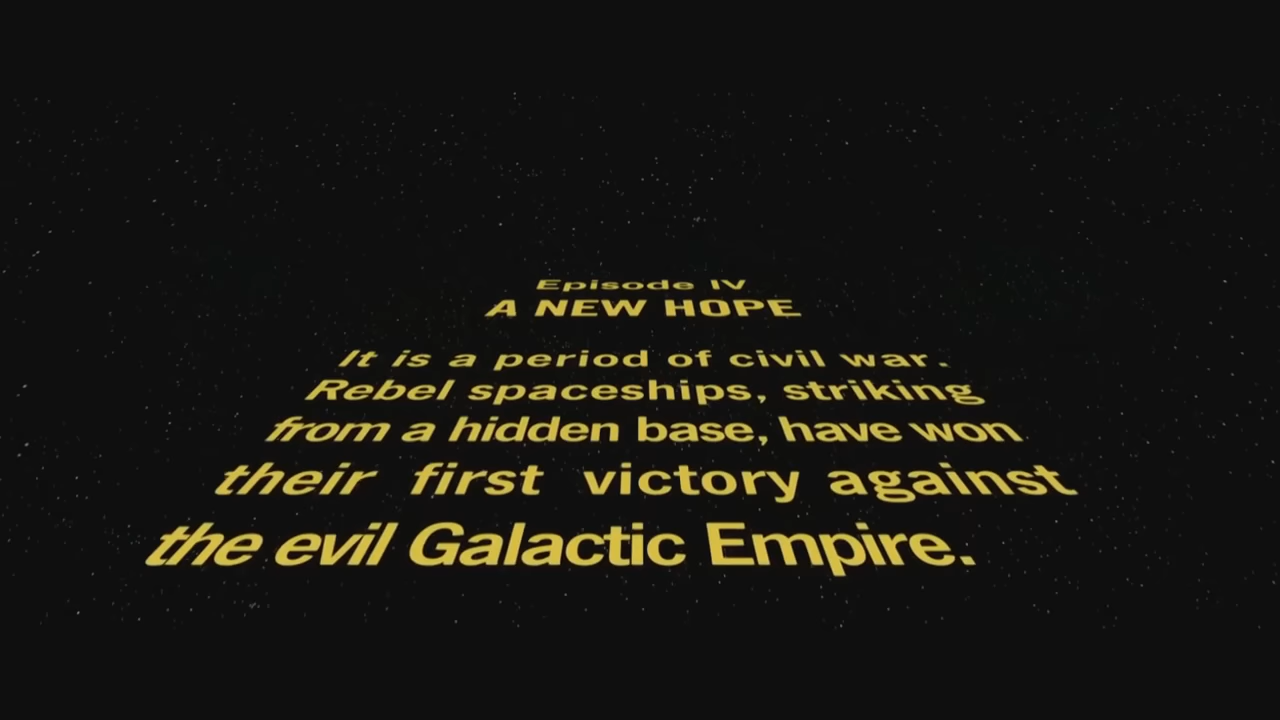 Episode IV
A NEW HOPE
It is a period of civil war.
Rebel spaceships, striking
from a hidden base, have won
their first victory against
the evil Galactic Empire.